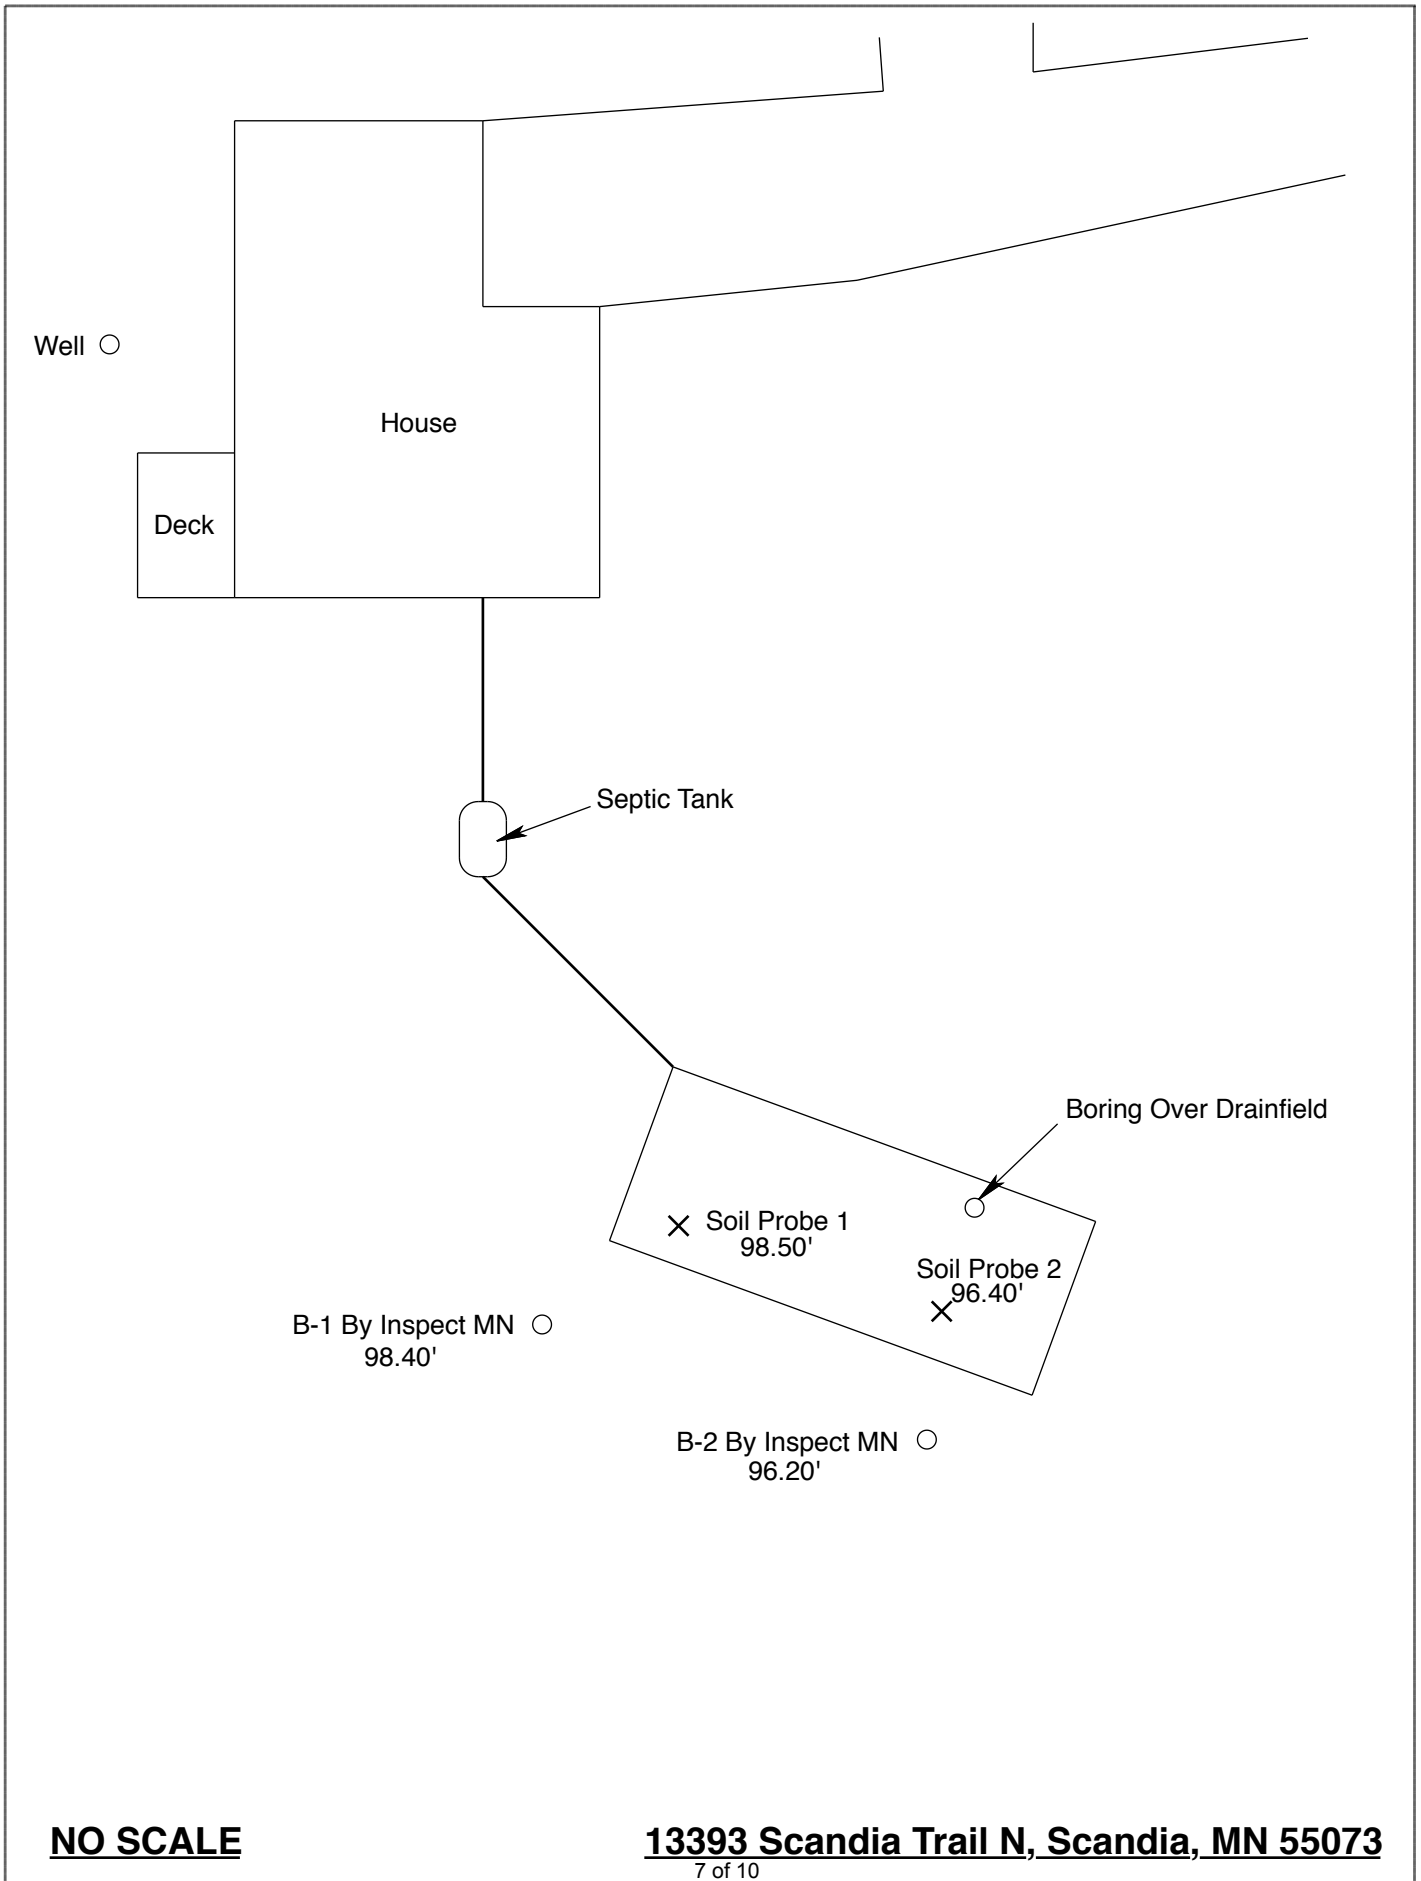 Well
House
Deck
Septic Tank
Boring Over Drainfield
Soil Probe 1
98.50'
Soil Probe 2
96.40'
B-1 By Inspect MN
98.40'
B-2 By Inspect MN
96.20'
NO SCALE
13393 Scandia Trail N, Scandia, MN 55073
7 of 10